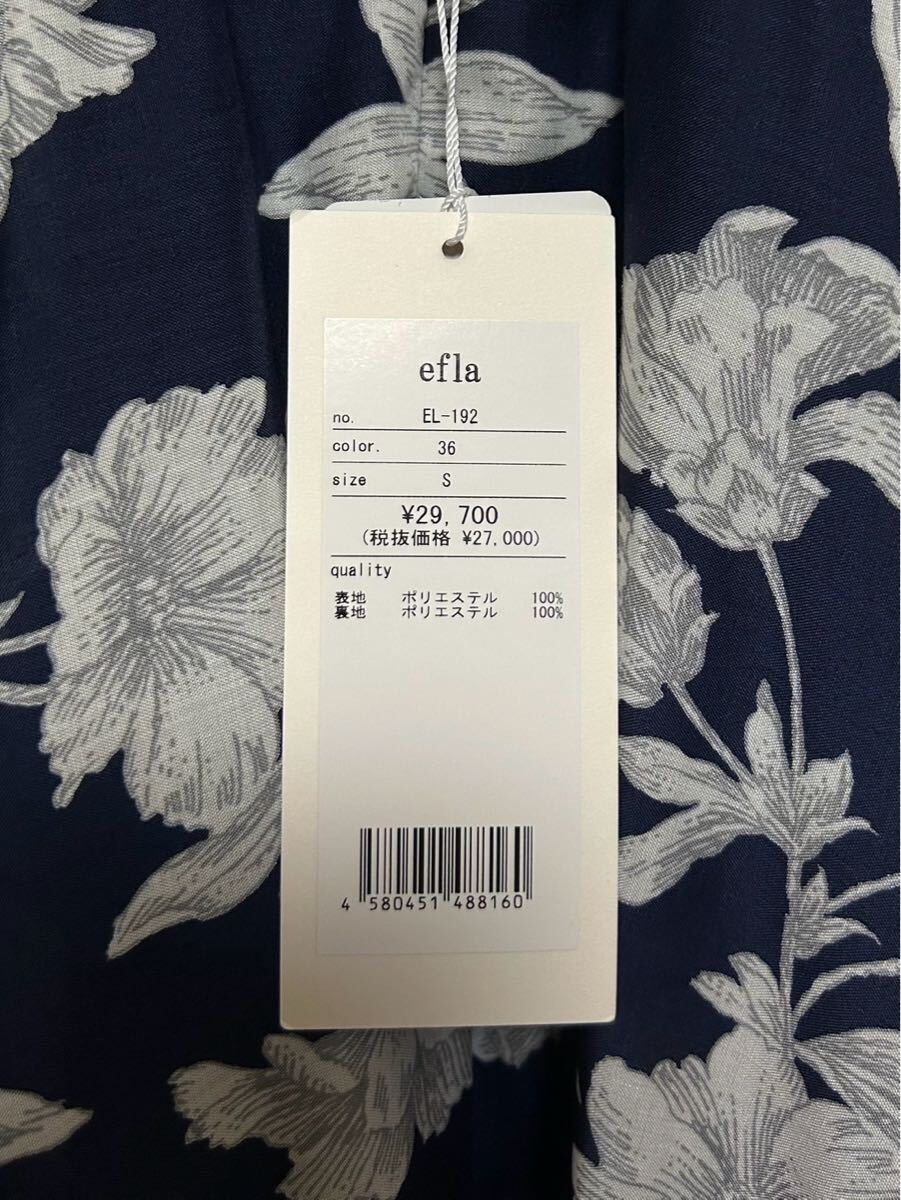 efla
no. EL-192
color. 36
size S
¥29,700
(税抜価格 ¥27,000)
quality
表地 ポリエステル 100%
裏地 ポリエステル 100%
4 580451 488160